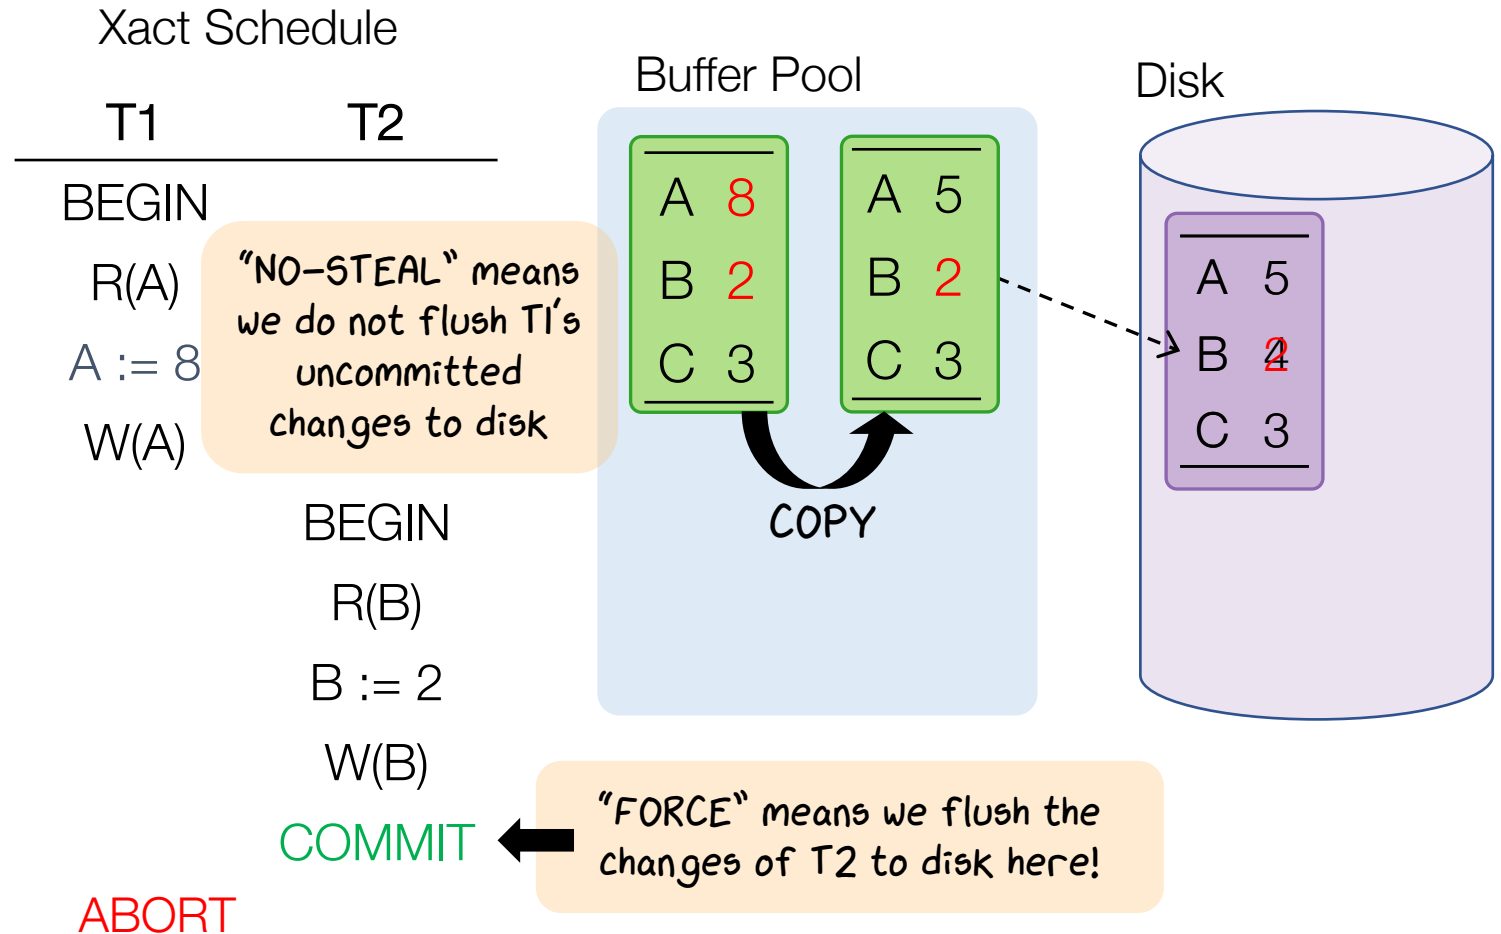 Xact Schedule
T1 T2
BEGIN
R(A)
A := 8
W(A)
BEGIN
R(B)
B := 2
W(B)
COMMIT
ABORT
"NO-STEAL" means
we do not flush T1's
uncommitted
changes to disk
"FORCE" means we flush the
changes of T2 to disk here!
Buffer Pool
A 8
B 2
C 3
A 5
B 2
C 3
COPY
Disk
A 5
B 4 2
C 3